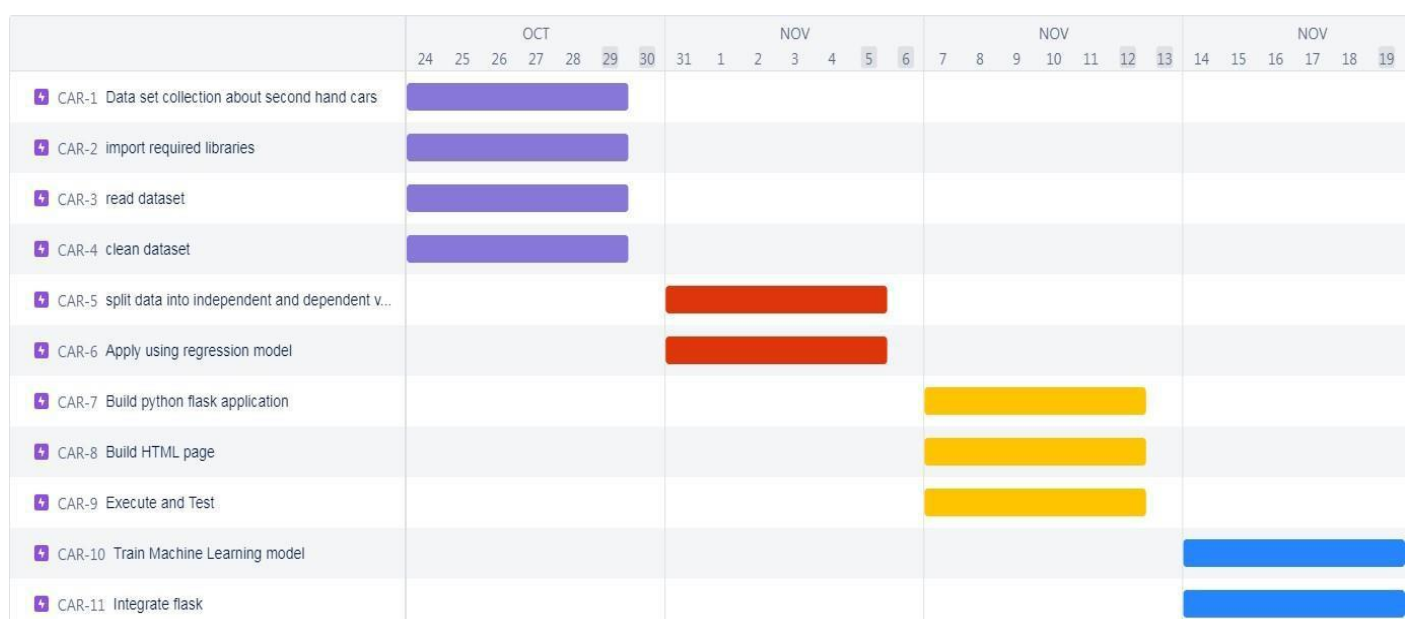 OCT NOV NOV NOV
24 25 26 27 28 29 30 31 1 2 3 4 5 6 7 8 9 10 11 12 13 14 15 16 17 18 19
CAR-1 Data set collection about second hand cars
CAR-2 import required libraries
CAR-3 read dataset
CAR-4 clean dataset
CAR-5 split data into independent and dependent v...
CAR-6 Apply using regression model
CAR-7 Build python flask application
CAR-8 Build HTML page
CAR-9 Execute and Test
CAR-10 Train Machine Learning model
CAR-11 Integrate flask